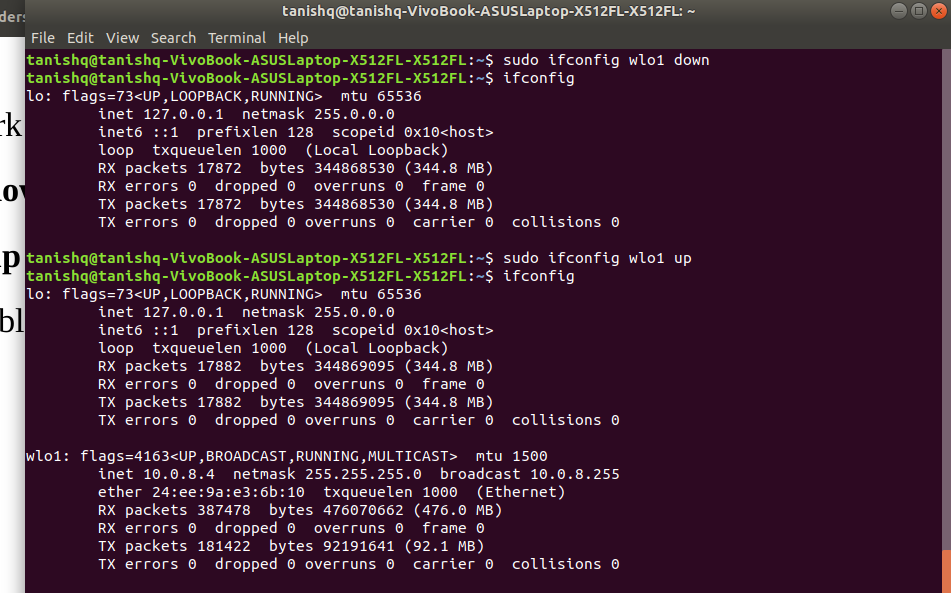 tanishq@tanishq-VivoBook-ASUSLaptop-X512FL-X512FL: ~
File Edit View Search Terminal Help
tanishq@tanishq-VivoBook-ASUSLaptop-X512FL-X512FL:~$ sudo ifconfig wlo1 down
tanishq@tanishq-VivoBook-ASUSLaptop-X512FL-X512FL:~$ ifconfig
lo: flags=73<UP,LOOPBACK,RUNNING>  mtu 65536
        inet 127.0.0.1  netmask 255.0.0.0
        inet6 ::1  prefixlen 128  scopeid 0x10<host>
        loop  txqueuelen 1000  (Local Loopback)
        RX packets 17872  bytes 344868530 (344.8 MB)
        RX errors 0  dropped 0  overruns 0  frame 0
        TX packets 17872  bytes 344868530 (344.8 MB)
        TX errors 0  dropped 0 overruns 0  carrier 0  collisions 0
tanishq@tanishq-VivoBook-ASUSLaptop-X512FL-X512FL:~$ sudo ifconfig wlo1 up
tanishq@tanishq-VivoBook-ASUSLaptop-X512FL-X512FL:~$ ifconfig
lo: flags=73<UP,LOOPBACK,RUNNING>  mtu 65536
        inet 127.0.0.1  netmask 255.0.0.0
        inet6 ::1  prefixlen 128  scopeid 0x10<host>
        loop  txqueuelen 1000  (Local Loopback)
        RX packets 17882  bytes 344869095 (344.8 MB)
        RX errors 0  dropped 0  overruns 0  frame 0
        TX packets 17882  bytes 344869095 (344.8 MB)
        TX errors 0  dropped 0 overruns 0  carrier 0  collisions 0
wlo1: flags=4163<UP,BROADCAST,RUNNING,MULTICAST>  mtu 1500
        inet 10.0.8.4  netmask 255.255.255.0  broadcast 10.0.8.255
        ether 24:ee:9a:e3:6b:10  txqueuelen 1000  (Ethernet)
        RX packets 387478  bytes 476070662 (476.0 MB)
        RX errors 0  dropped 0  overruns 0  frame 0
        TX packets 181422  bytes 92191641 (92.1 MB)
        TX errors 0  dropped 0 overruns 0  carrier 0  collisions 0